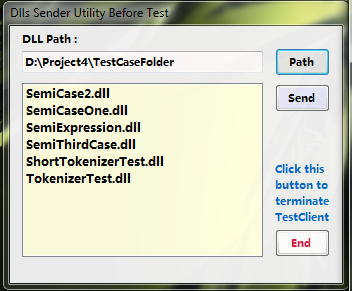 Dlls Sender Utility Before Test
DLL Path :
D:\Project4\TestCaseFolder
Path
SemiCase2.dll
SemiCaseOne.dll
SemiExpression.dll
SemiThirdCase.dll
ShortTokenizerTest.dll
TokenizerTest.dll
Send
Click this
button to
terminate
TestClient
End